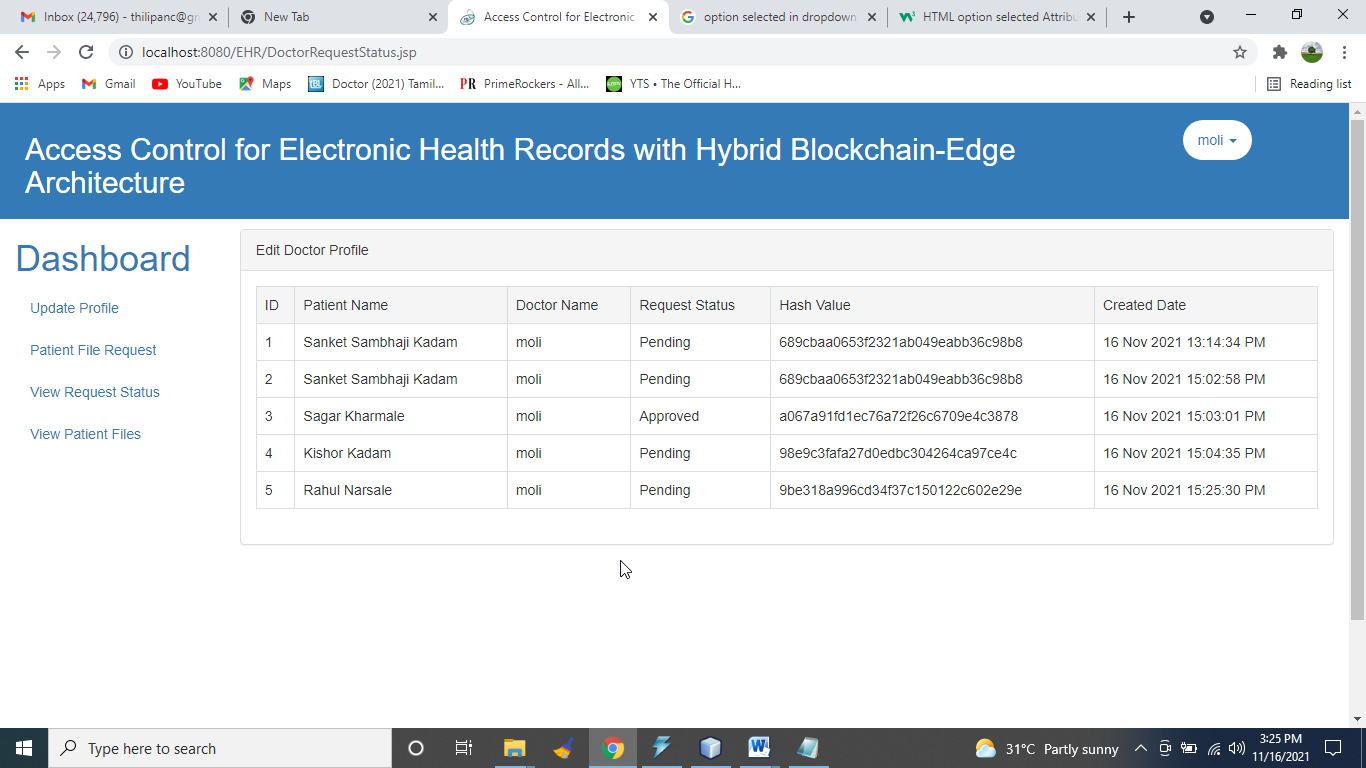 Inbox (24,796) - thilipanc@gm
New Tab
Access Control for Electronic
option selected in dropdown
HTML option selected Attribu
localhost:8080/EHR/DoctorRequestStatus.jsp
Apps
Gmail
YouTube
Maps
Doctor (2021) Tamil...
PrimeRockers - All...
YTS • The Official H...
Reading list
Access Control for Electronic Health Records with Hybrid Blockchain-Edge
Architecture
moli
Dashboard
Update Profile
Patient File Request
View Request Status
View Patient Files
Edit Doctor Profile
ID Patient Name Doctor Name Request Status Hash Value Created Date
1 Sanket Sambhaji Kadam moli Pending 689cbaa0653f2321ab049eabb36c98b8 16 Nov 2021 13:14:34 PM
2 Sanket Sambhaji Kadam moli Pending 689cbaa0653f2321ab049eabb36c98b8 16 Nov 2021 15:02:58 PM
3 Sagar Kharmale moli Approved a067a91fd1ec76a72f26c6709e4c3878 16 Nov 2021 15:03:01 PM
4 Kishor Kadam moli Pending 98e9c3fafa27d0edbc304264ca97ce4c 16 Nov 2021 15:04:35 PM
5 Rahul Narsale moli Pending 9be318a996cd34f37c150122c602e29e 16 Nov 2021 15:25:30 PM
Type here to search
31°C Partly sunny
3:25 PM
11/16/2021